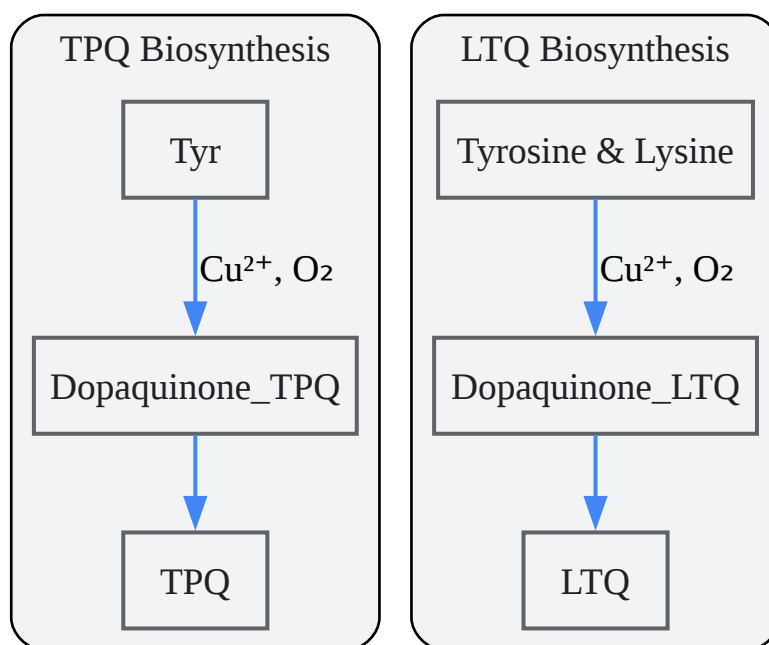 TPQ Biosynthesis
Tyr
Cu²⁺, O₂
Dopaquinone_TPQ
TPQ
LTQ Biosynthesis
Tyrosine & Lysine
Cu²⁺, O₂
Dopaquinone_LTQ
LTQ